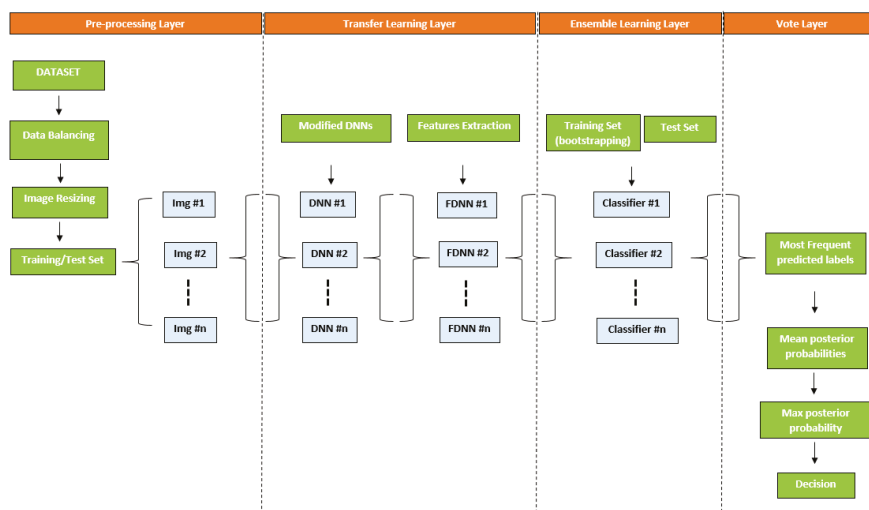 Pre-processing Layer
Transfer Learning Layer
Ensemble Learning Layer
Vote Layer
DATASET
Data Balancing
Image Resizing
Training/Test Set
Img #1
Img #2
Img #n
Modified DNNs
DNN #1
DNN #2
DNN #n
Features Extraction
FDNN #1
FDNN #2
FDNN #n
Training Set
(bootstrapping)
Test Set
Classifier #1
Classifier #2
Classifier #n
Most Frequent
predicted labels
Mean posterior
probabilities
Max posterior
probability
Decision